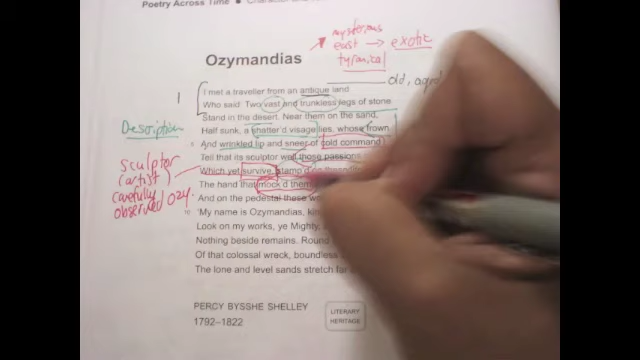 Poetry Across Time •
mysterious
east → exotic
tyranical
Ozymandias
old, aged
1
I met a traveller from an antique land
Who said: Two vast and trunkless legs of stone
Stand in the desert. Near them on the sand,
Description
Half sunk, a shatter'd visage lies, whose frown,
5 And wrinkled lip and sneer of cold command
Tell that its sculptor well those passions
sculptor
(artist)
carefully
observed OZY.
Which yet survive, stamp'd on these
The hand that mock'd them
And on the pedestal these
10 'My name is Ozymandias,
Look on my works, ye Mighty,
Nothing beside remains. Round
Of that colossal wreck, boundless
The lone and level sands stretch far
PERCY BYSSHE SHELLEY
1792–1822
LITERARY
HERITAGE